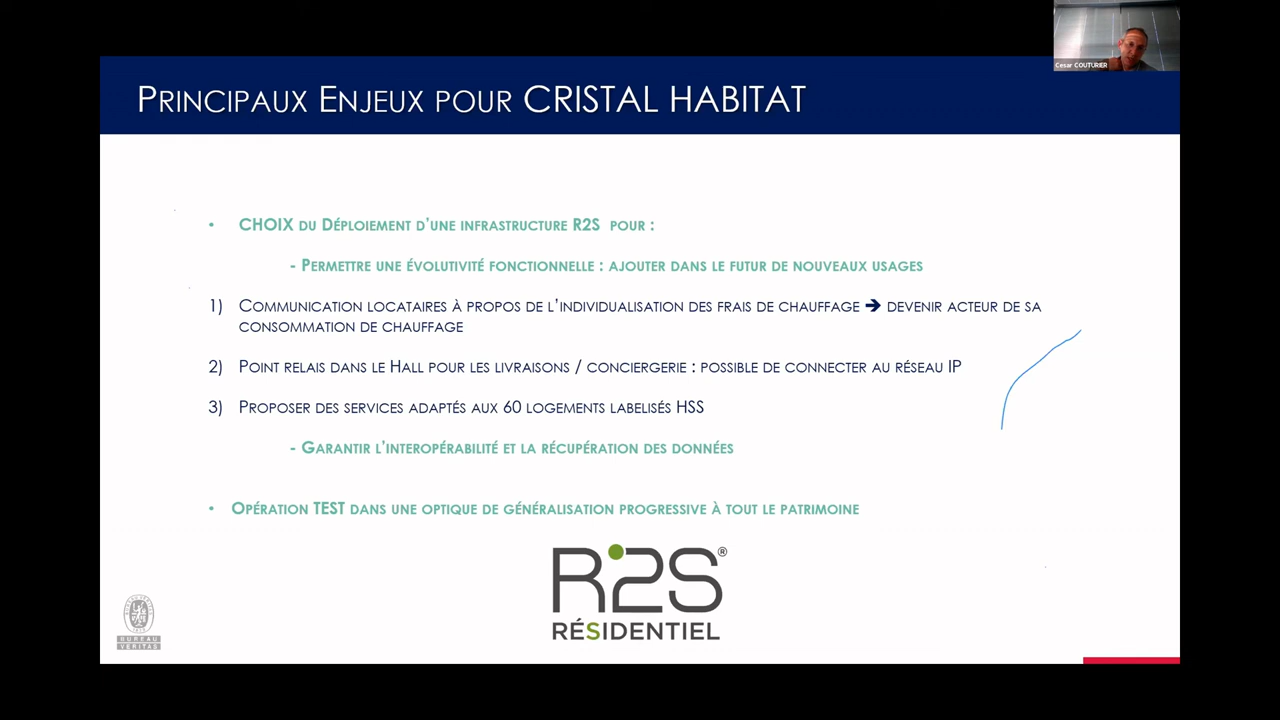 Cesar COUTURIER
PRINCIPAUX ENJEUX POUR CRISTAL HABITAT
• CHOIX DU DÉPLOIEMENT D'UNE INFRASTRUCTURE R2S POUR :
- PERMETTRE UNE ÉVOLUTIVITÉ FONCTIONNELLE : AJOUTER DANS LE FUTUR DE NOUVEAUX USAGES
1) COMMUNICATION LOCATAIRES À PROPOS DE L'INDIVIDUALISATION DES FRAIS DE CHAUFFAGE ➔ DEVENIR ACTEUR DE SA
CONSOMMATION DE CHAUFFAGE
2) POINT RELAIS DANS LE HALL POUR LES LIVRAISONS / CONCIERGERIE : POSSIBLE DE CONNECTER AU RÉSEAU IP
3) PROPOSER DES SERVICES ADAPTÉS AUX 60 LOGEMENTS LABELISÉS HSS
- GARANTIR L'INTEROPÉRABILITÉ ET LA RÉCUPÉRATION DES DONNÉES
• OPÉRATION TEST DANS UNE OPTIQUE DE GÉNÉRALISATION PROGRESSIVE À TOUT LE PATRIMOINE
R2S®
RÉSIDENTIEL
BUREAU
VERITAS